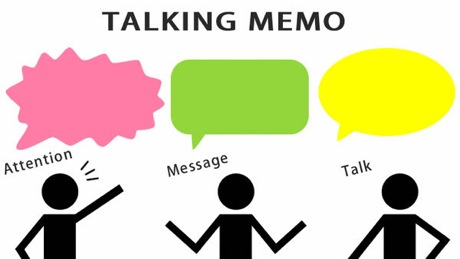 TALKING MEMO
Attention
Message
Talk